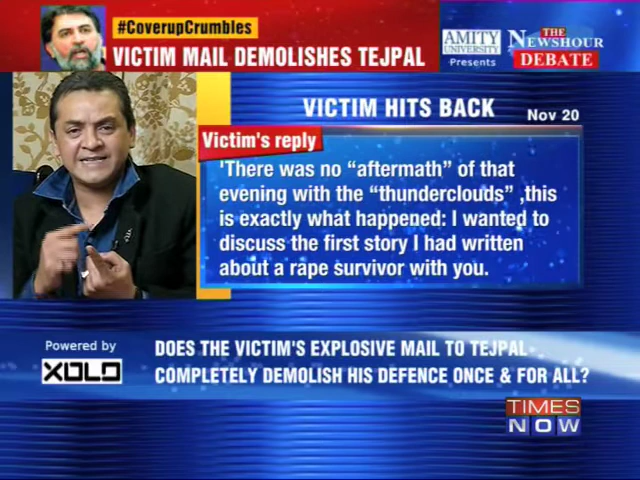 #CoverupCrumbles
VICTIM MAIL DEMOLISHES TEJPAL
AMITY
UNIVERSITY
Presents
THE
NEWSHOUR
DEBATE
VICTIM HITS BACK
Nov 20
Victim's reply
'There was no “aftermath” of that
evening with the “thunderclouds” ,this
is exactly what happened: I wanted to
discuss the first story I had written
about a rape survivor with you.
Powered by
XOLO
DOES THE VICTIM'S EXPLOSIVE MAIL TO TEJPAL
COMPLETELY DEMOLISH HIS DEFENCE ONCE & FOR ALL?
TIMES
NOW